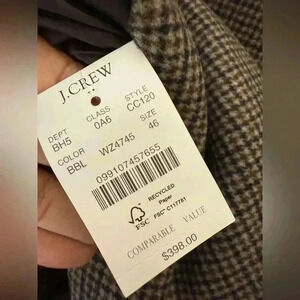 J.CREW
DEPT CLASS STYLE
BH5 0A6 CC120
COLOR SIZE
BBL WZ4745 46
099107457655
RECYCLED
Paper
FSC® C117781
FSC
COMPARABLE VALUE
$398.00